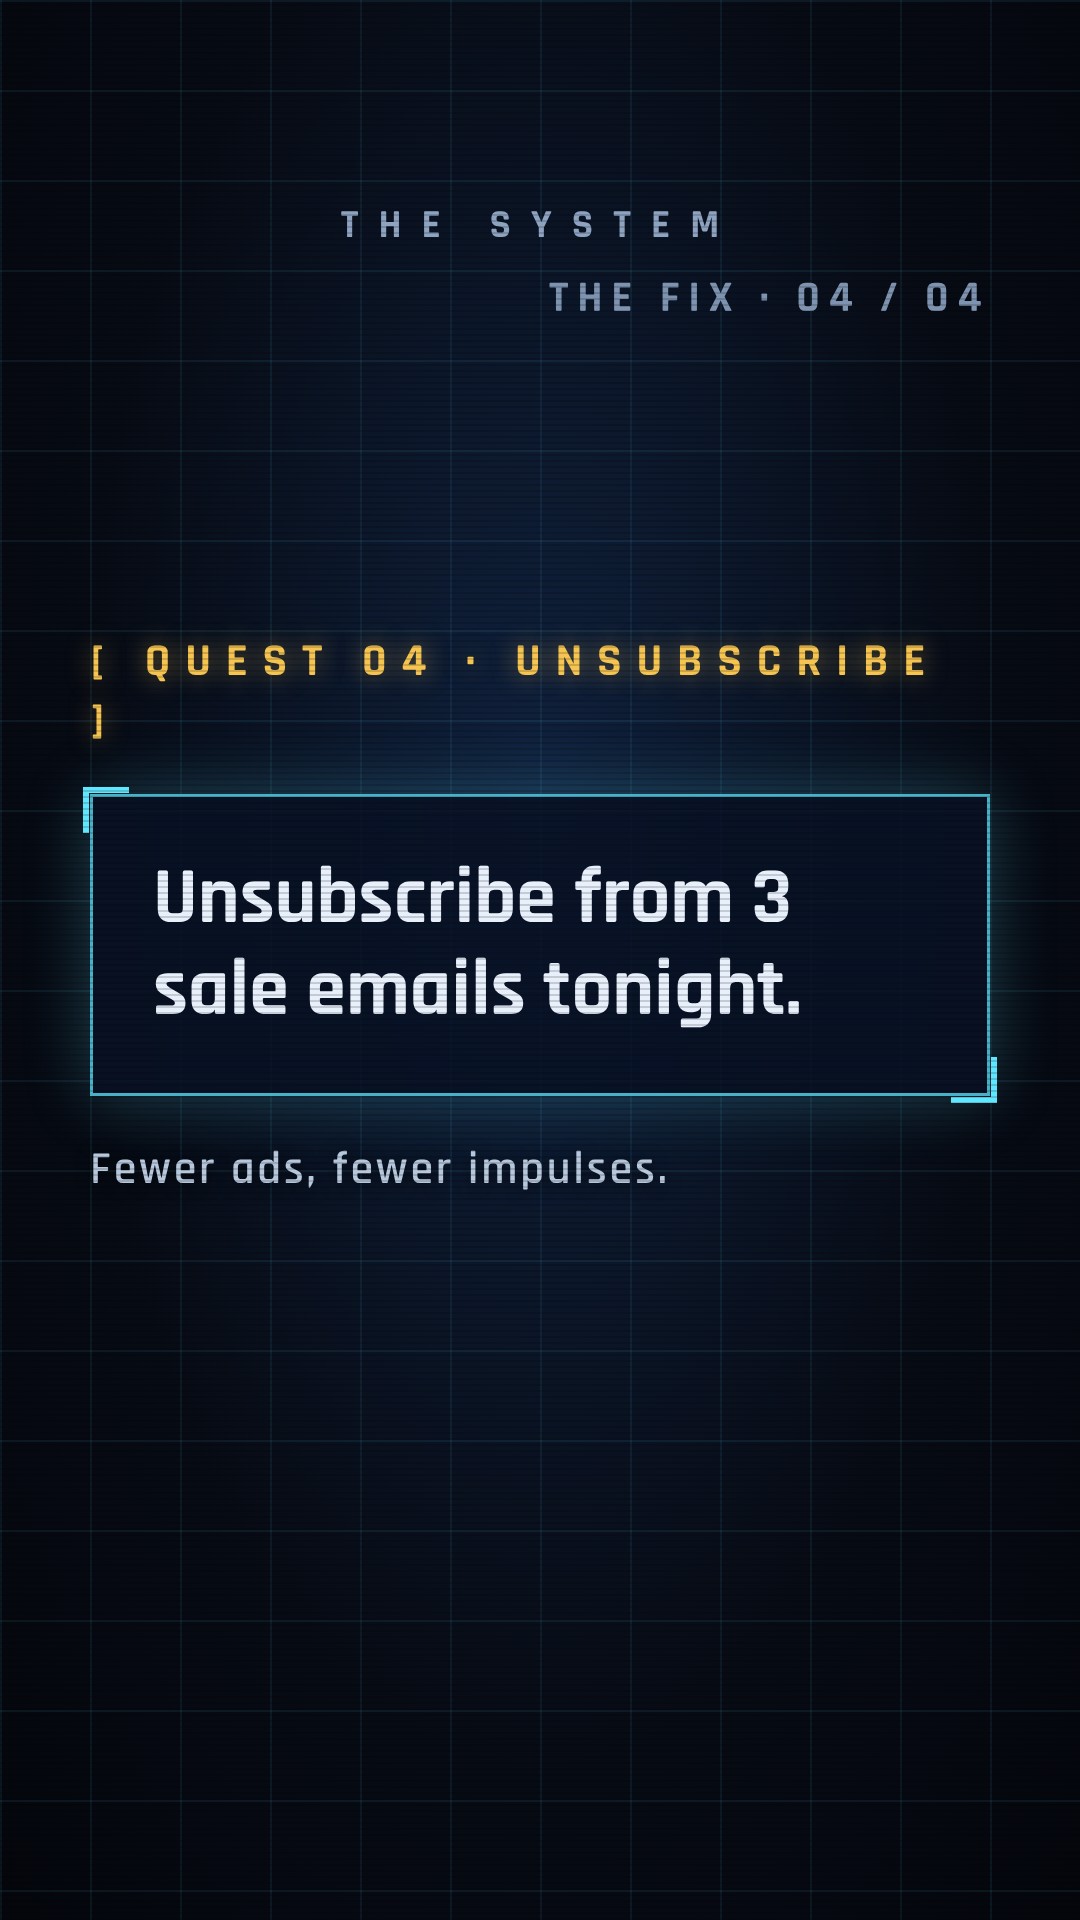 THE SYSTEM
THE FIX · 04 / 04
[ QUEST 04 · UNSUBSCRIBE
]
Unsubscribe from 3
sale emails tonight.
Fewer ads, fewer impulses.